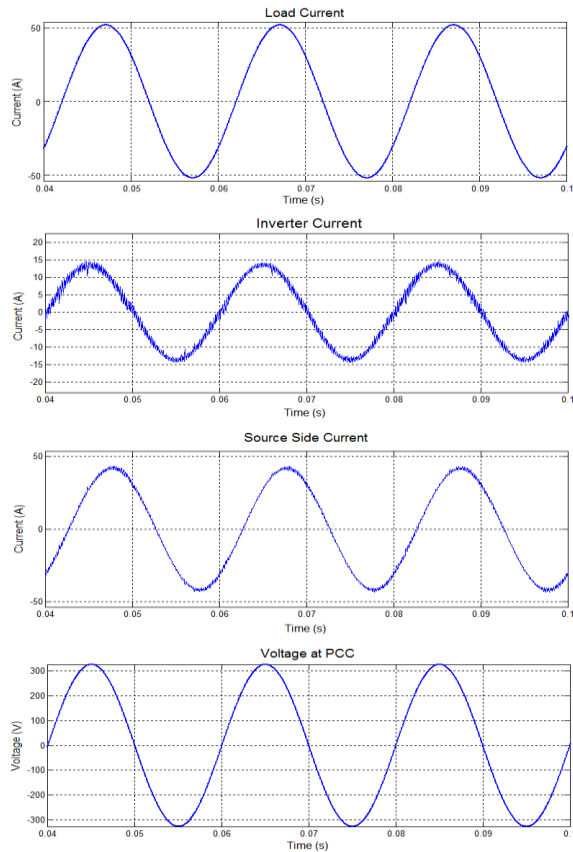 Load Current
50
0
-50
Current (A)
0.04 0.05 0.06 0.07 0.08 0.09 0.1
Time (s)
Inverter Current
20
15
10
5
0
-5
-10
-15
-20
Current (A)
0.04 0.05 0.06 0.07 0.08 0.09 0.1
Time (s)
Source Side Current
50
0
-50
Current (A)
0.04 0.05 0.06 0.07 0.08 0.09 0.1
Time (s)
Voltage at PCC
300
200
100
0
-100
-200
-300
Voltage (V)
0.04 0.05 0.06 0.07 0.08 0.09 0.1
Time (s)